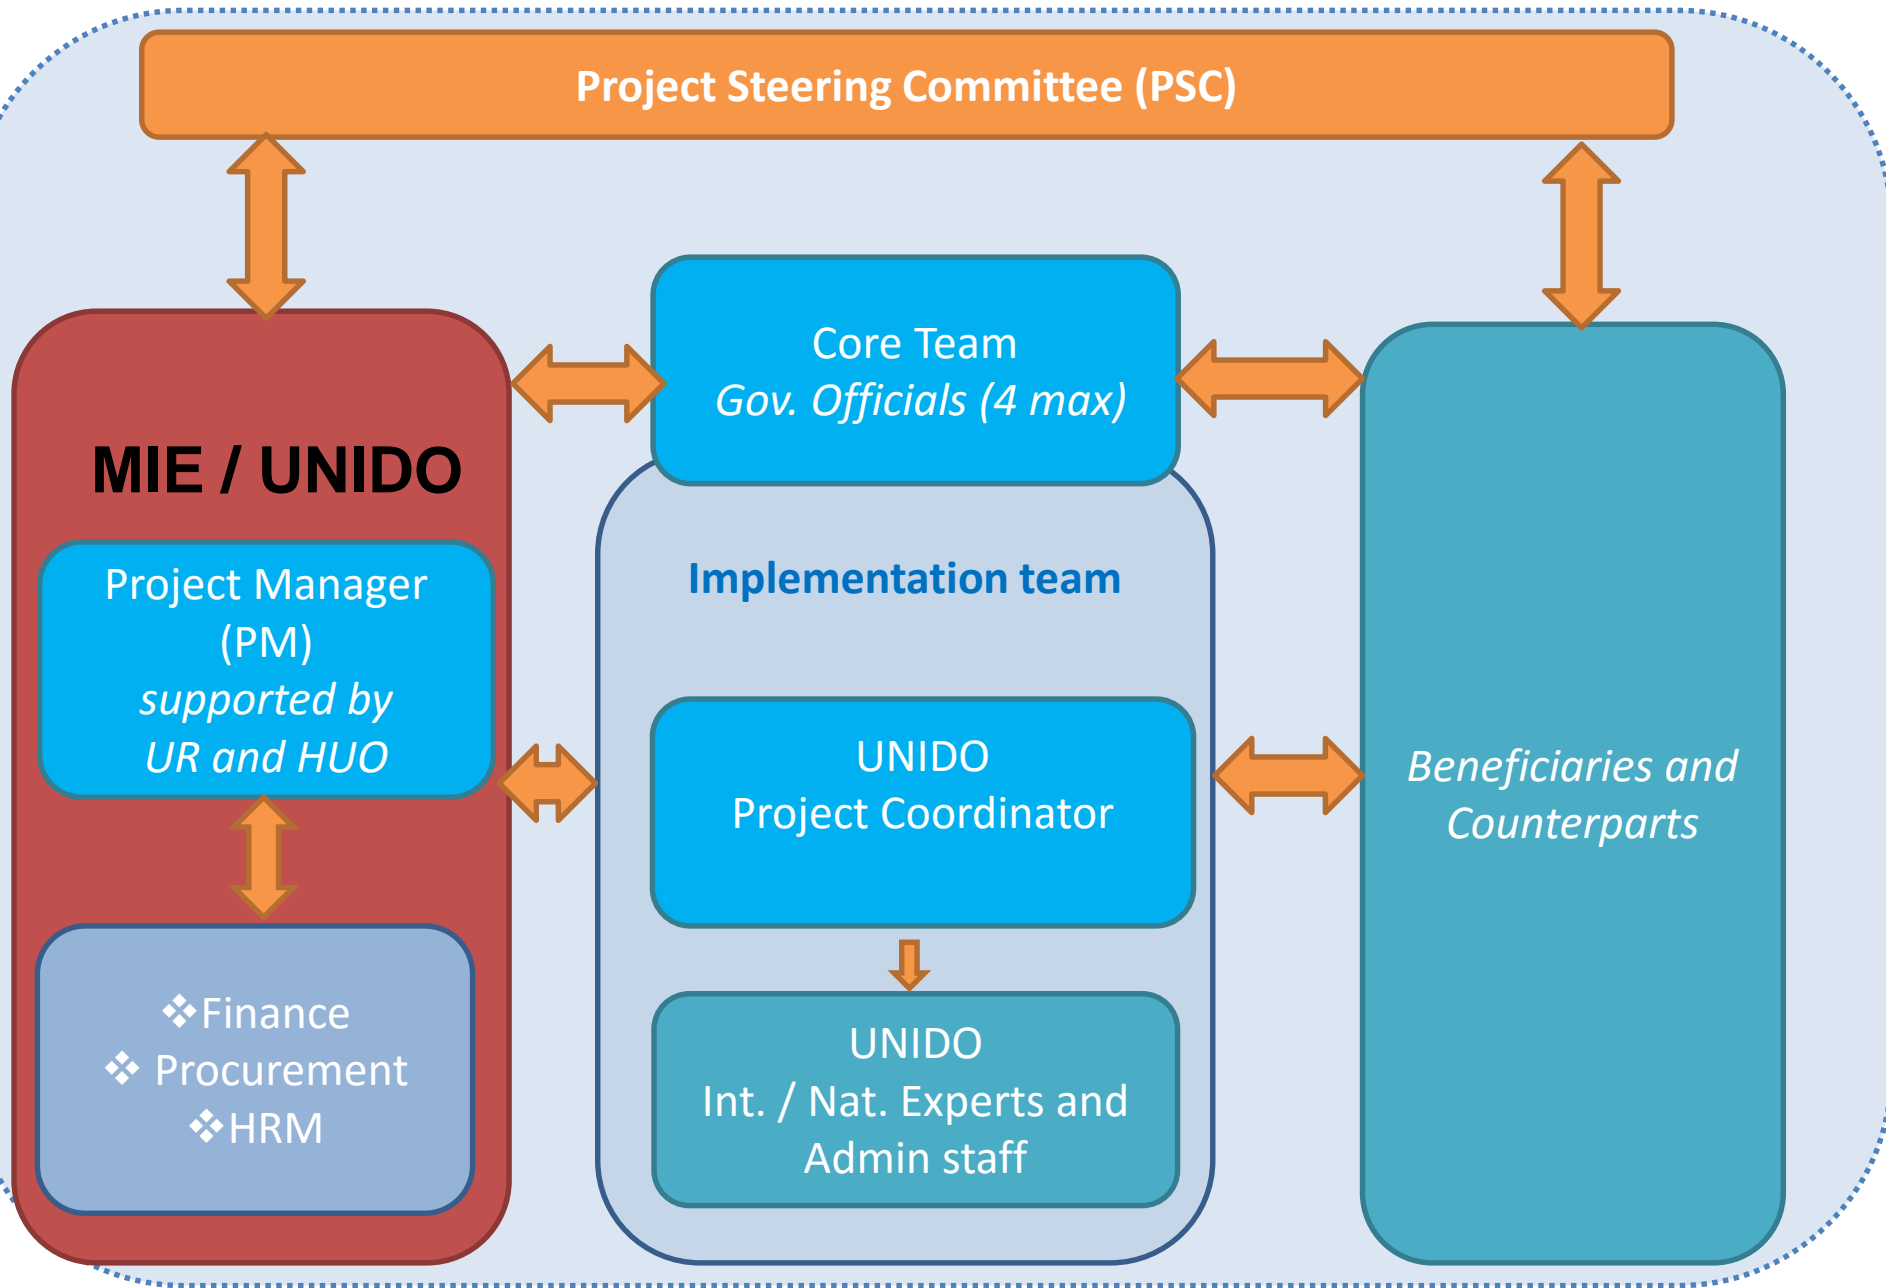 Project Steering Committee (PSC)
Core Team
Gov. Officials (4 max)
MIE / UNIDO
Project Manager
(PM)
supported by
UR and HUO
❖Finance
❖ Procurement
❖HRM
Implementation team
UNIDO
Project Coordinator
UNIDO
Int. / Nat. Experts and
Admin staff
Beneficiaries and
Counterparts